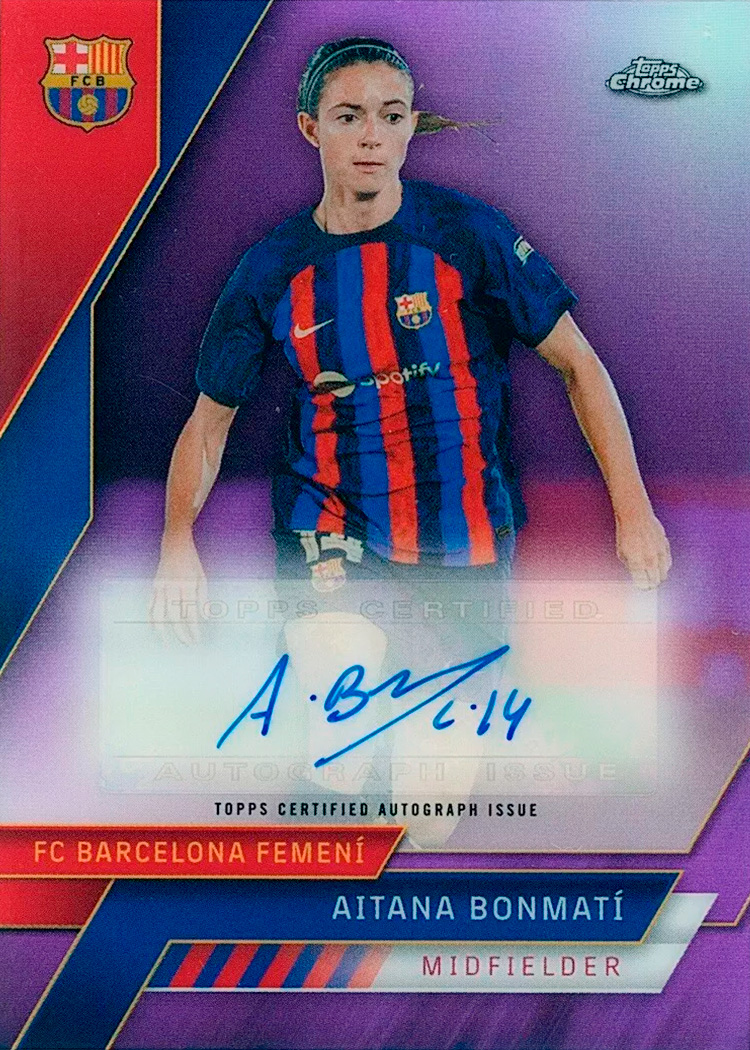 FCB
Topps
Chrome
Spotify
15
TOPPS CERTIFIED
A.B
L.14
AUTOGRAPH ISSUE
TOPPS CERTIFIED AUTOGRAPH ISSUE
FC BARCELONA FEMENÍ
AITANA BONMATÍ
MIDFIELDER